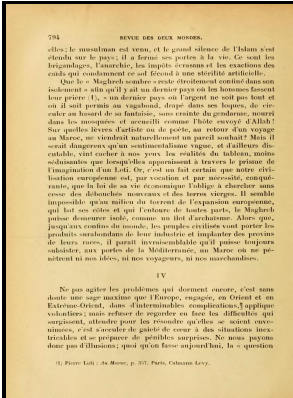 794 REVUE DES DEUX MONDES.
elles; le musulman est venu, et le grand silence de l'Islam s'est
étendu sur le pays; il a fermé ses portes à la vie. Ce sont les
brigandages, l'anarchie, les impôts écrasans et les exactions des
caïds qui condamnent ce sol fécond à une stérilité artificielle.
Que le « Maghreb sombre » reste étroitement confiné dans son
isolement « afin qu'il y ait un dernier pays où les hommes fassent
leur prière (1), » un dernier pays où l'argent ne soit pas tout et
où il soit permis au vagabond, drapé dans ses loques, de cir-
culer au hasard de sa fantaisie, sans crainte du gendarme, nourri
dans les mosquées et accueilli comme l'hôte envoyé d'Allah!
Sur quelles lèvres d'artiste ou de poète, au retour d'un voyage
au Maroc, ne viendrait naturellement un pareil souhait? Mais il
serait dangereux qu'un sentimentalisme vague, et d'ailleurs dis-
cutable, vînt cacher à nos yeux les réalités du tableau, moins
séduisantes que lorsqu'elles apparaissent à travers le prisme de
l'imagination d'un Loti. Or, c'est un fait certain que notre civi-
lisation européenne est, par vocation et par nécessité, conqué-
rante, que la loi de sa vie économique l'oblige à chercher sans
cesse des débouchés nouveaux et des terres vierges. Il semble
impossible qu'au milieu du torrent de l'expansion européenne,
qui bat ses côtes et qui l'entoure de toutes parts, le Maghreb
puisse demeurer isolé, comme un îlot d'archaïsme. Alors que,
jusqu'aux confins du monde, les peuples civilisés vont porter les
produits surabondans de leur industrie et implanter des provins
de leurs races, il paraît invraisemblable qu'il puisse toujours
subsister, aux portes de la Méditerranée, un Maroc où ne pé-
nètrent ni nos idées, ni nos voyageurs, ni nos marchandises.
IV
Ne pas agiter les problèmes qui dorment encore, c'est sans
doute une sage maxime que l'Europe, engagée, en Orient et en
Extrême-Orient, dans d'interminables complications, applique
volontiers; mais refuser de regarder en face les difficultés qui
surgissent, attendre pour les résoudre qu'elles se soient enve-
nimées, c'est s'acculer de gaieté de cœur à des situations inex-
tricables et se préparer de pénibles surprises. Ne nous payons
donc pas d'illusions; quoi qu'on fasse aujourd'hui, la « question
(1) Pierre Loti : Au Maroc, p. 357. Paris, Calmann Levy.